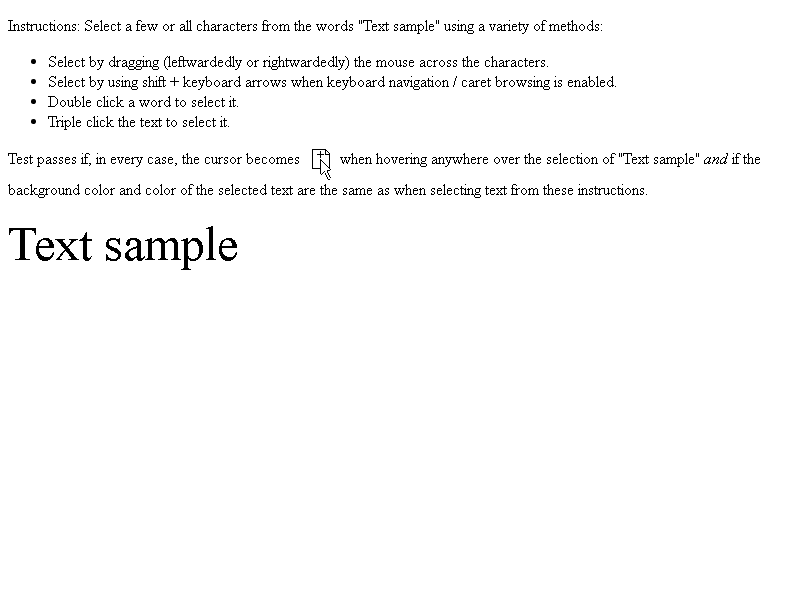 Instructions: Select a few or all characters from the words "Text sample" using a variety of methods:
Select by dragging (leftwardedly or rightwardedly) the mouse across the characters.
Select by using shift + keyboard arrows when keyboard navigation / caret browsing is enabled.
Double click a word to select it.
Triple click the text to select it.
Test passes if, in every case, the cursor becomes when hovering anywhere over the selection of "Text sample" and if the
background color and color of the selected text are the same as when selecting text from these instructions.
Text sample